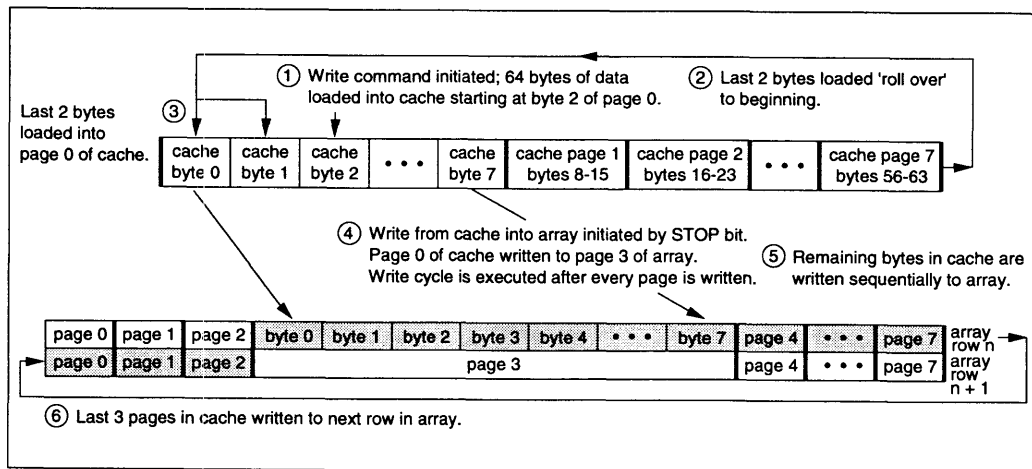 ① Write command initiated; 64 bytes of data
loaded into cache starting at byte 2 of page 0.
② Last 2 bytes loaded 'roll over'
to beginning.
③
Last 2 bytes
loaded into
page 0 of cache.
cache byte 0 cache byte 1 cache byte 2 • • • cache byte 7 cache page 1 bytes 8-15 cache page 2 bytes 16-23 • • • cache page 7 bytes 56-63
④ Write from cache into array initiated by STOP bit.
Page 0 of cache written to page 3 of array.
Write cycle is executed after every page is written.
⑤ Remaining bytes in cache are
written sequentially to array.
page 0 page 1 page 2 byte 0 byte 1 byte 2 byte 3 byte 4 • • • byte 7 page 4 • • • page 7 array row n
page 0 page 1 page 2 page 3 page 4 • • • page 7 array row n + 1
⑥ Last 3 pages in cache written to next row in array.